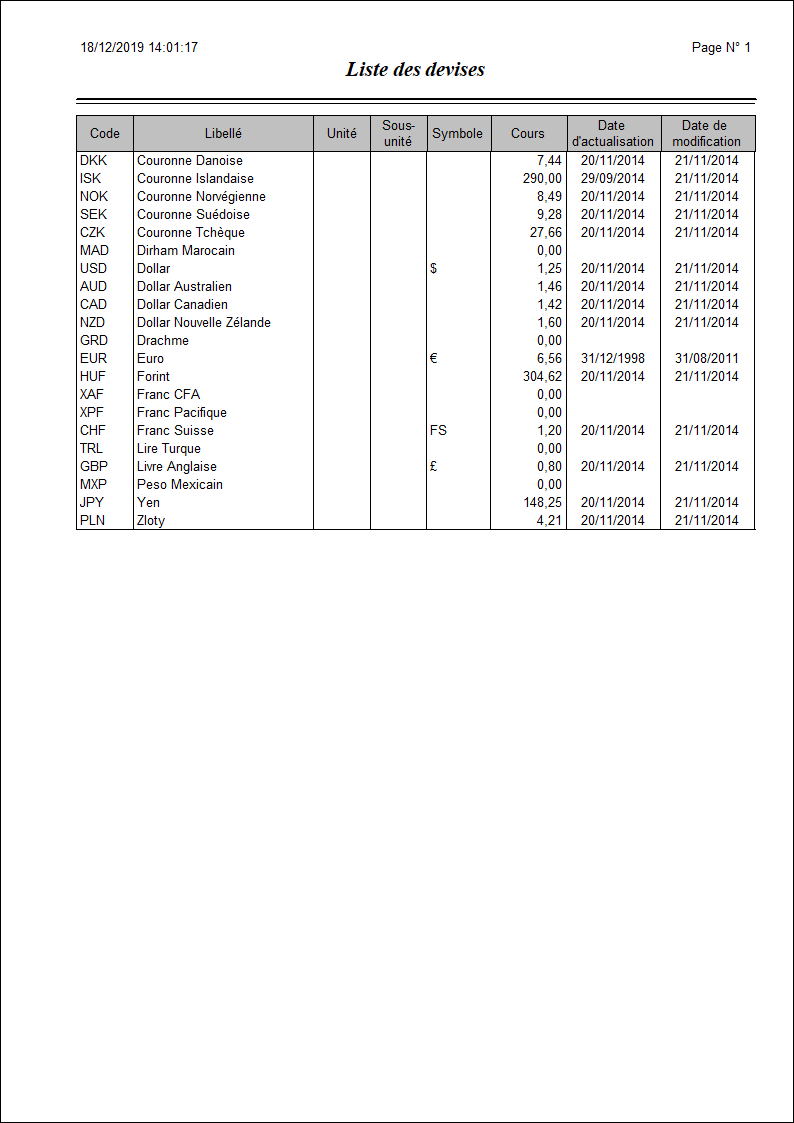 18/12/2019 14:01:17 Page N° 1
Liste des devises
Code Libellé Unité Sous-unité Symbole Cours Date d'actualisation Date de modification
DKK Couronne Danoise 7,44 20/11/2014 21/11/2014
ISK Couronne Islandaise 290,00 29/09/2014 21/11/2014
NOK Couronne Norvégienne 8,49 20/11/2014 21/11/2014
SEK Couronne Suédoise 9,28 20/11/2014 21/11/2014
CZK Couronne Tchèque 27,66 20/11/2014 21/11/2014
MAD Dirham Marocain 0,00
USD Dollar $ 1,25 20/11/2014 21/11/2014
AUD Dollar Australien 1,46 20/11/2014 21/11/2014
CAD Dollar Canadien 1,42 20/11/2014 21/11/2014
NZD Dollar Nouvelle Zélande 1,60 20/11/2014 21/11/2014
GRD Drachme 0,00
EUR Euro € 6,56 31/12/1998 31/08/2011
HUF Forint 304,62 20/11/2014 21/11/2014
XAF Franc CFA 0,00
XPF Franc Pacifique 0,00
CHF Franc Suisse FS 1,20 20/11/2014 21/11/2014
TRL Lire Turque 0,00
GBP Livre Anglaise £ 0,80 20/11/2014 21/11/2014
MXP Peso Mexicain 0,00
JPY Yen 148,25 20/11/2014 21/11/2014
PLN Zloty 4,21 20/11/2014 21/11/2014